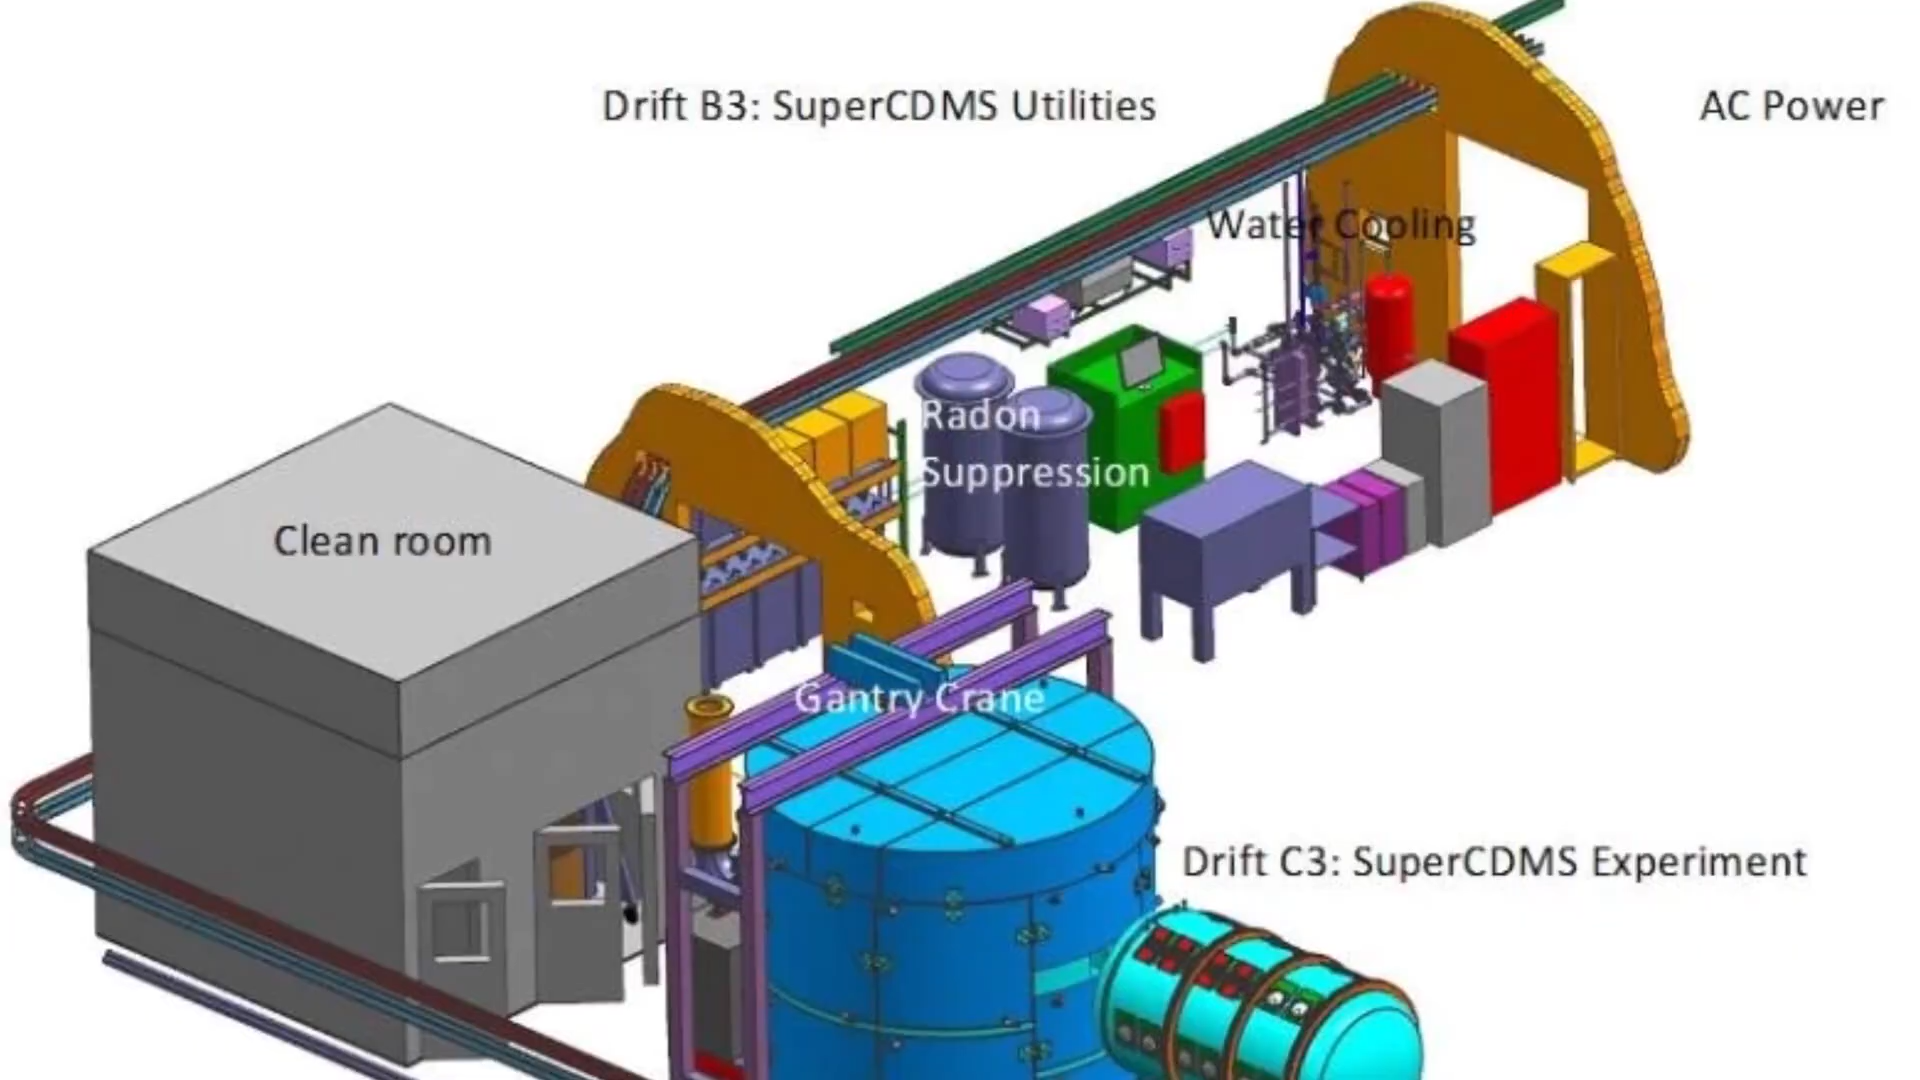 Drift B3: SuperCDMS Utilities
AC Power
Water Cooling
Radon
Suppression
Clean room
Gantry Crane
Drift C3: SuperCDMS Experiment